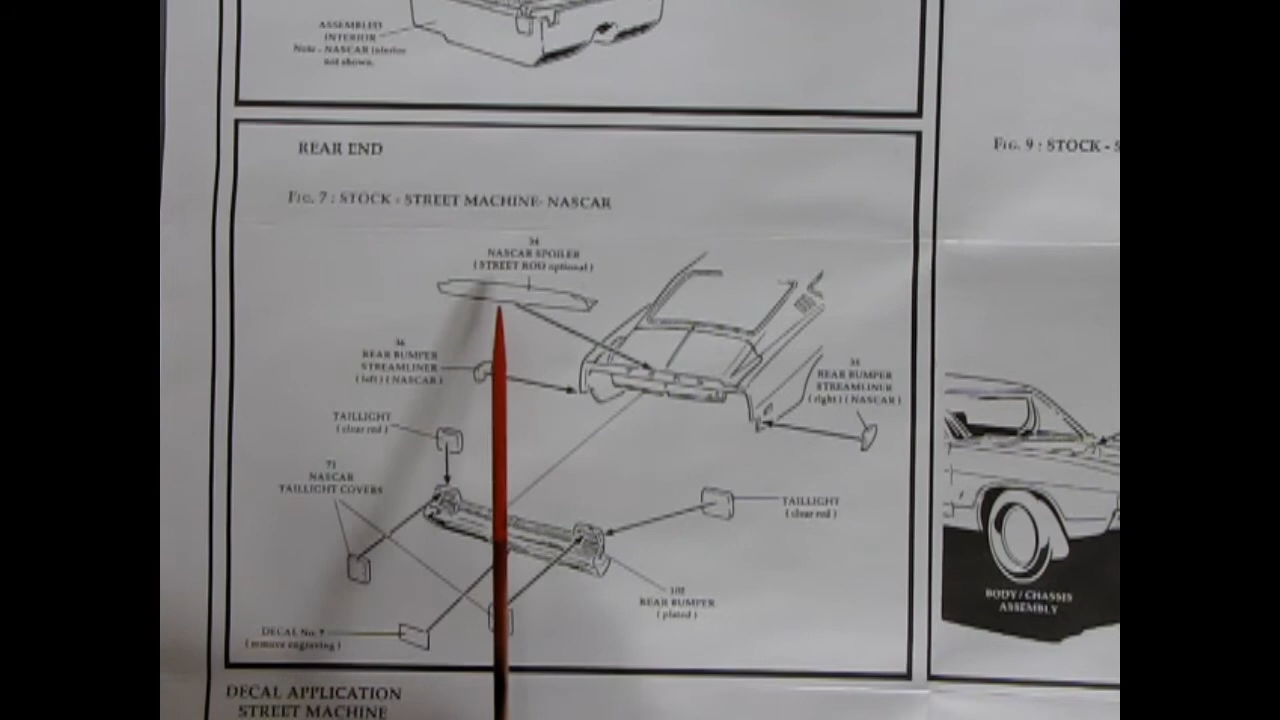 ASSEMBLED
INTERIOR
Note - NASCAR interior
not shown.
REAR END
FIG. 7 : STOCK - STREET MACHINE- NASCAR
34
NASCAR SPOILER
( STREET ROD optional )
36
REAR BUMPER
STREAMLINER
( left ) ( NASCAR )
35
REAR BUMPER
STREAMLINER
( right ) ( NASCAR )
TAILLIGHT
( clear red )
71
NASCAR
TAILLIGHT COVERS
TAILLIGHT
( clear red )
REAR BUMPER
( plated )
DECAL No.
( remove engraving )
DECAL APPLICATION
STREET MACHINE
FIG. 9 : STOCK - S
BODY / CHASSIS
ASSEMBLY